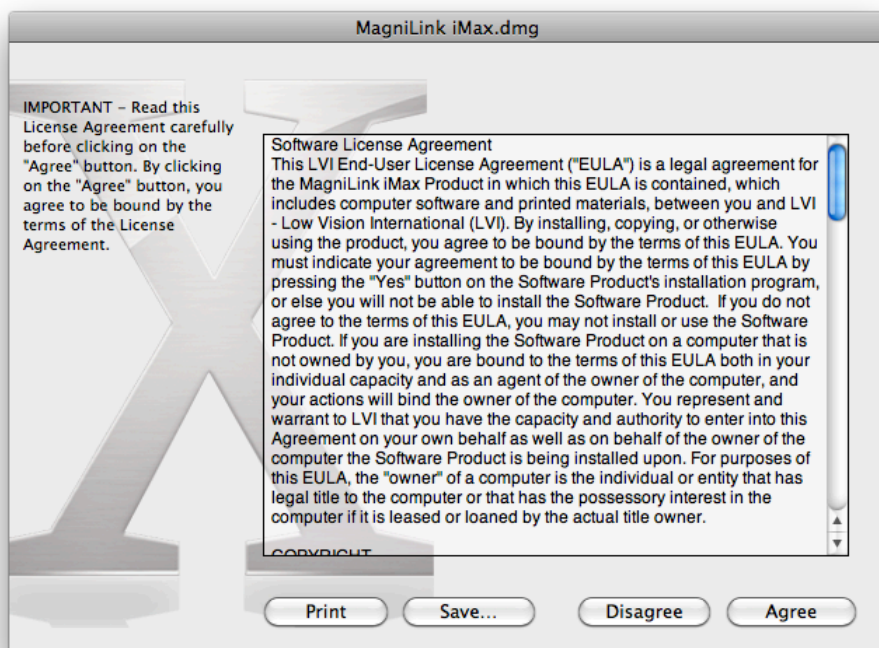 MagniLink iMax.dmg
IMPORTANT – Read this
License Agreement carefully
before clicking on the
"Agree" button. By clicking
on the "Agree" button, you
agree to be bound by the
terms of the License
Agreement.
Software License Agreement
This LVI End-User License Agreement ("EULA") is a legal agreement for
the MagniLink iMax Product in which this EULA is contained, which
includes computer software and printed materials, between you and LVI
- Low Vision International (LVI). By installing, copying, or otherwise
using the product, you agree to be bound by the terms of this EULA. You
must indicate your agreement to be bound by the terms of this EULA by
pressing the "Yes" button on the Software Product's installation program,
or else you will not be able to install the Software Product.  If you do not
agree to the terms of this EULA, you may not install or use the Software
Product. If you are installing the Software Product on a computer that is
not owned by you, you are bound to the terms of this EULA both in your
individual capacity and as an agent of the owner of the computer, and
your actions will bind the owner of the computer. You represent and
warrant to LVI that you have the capacity and authority to enter into this
Agreement on your own behalf as well as on behalf of the owner of the
computer the Software Product is being installed upon. For purposes of
this EULA, the "owner" of a computer is the individual or entity that has
legal title to the computer or that has the possessory interest in the
computer if it is leased or loaned by the actual title owner.
COPYRIGHT
Print
Save...
Disagree
Agree